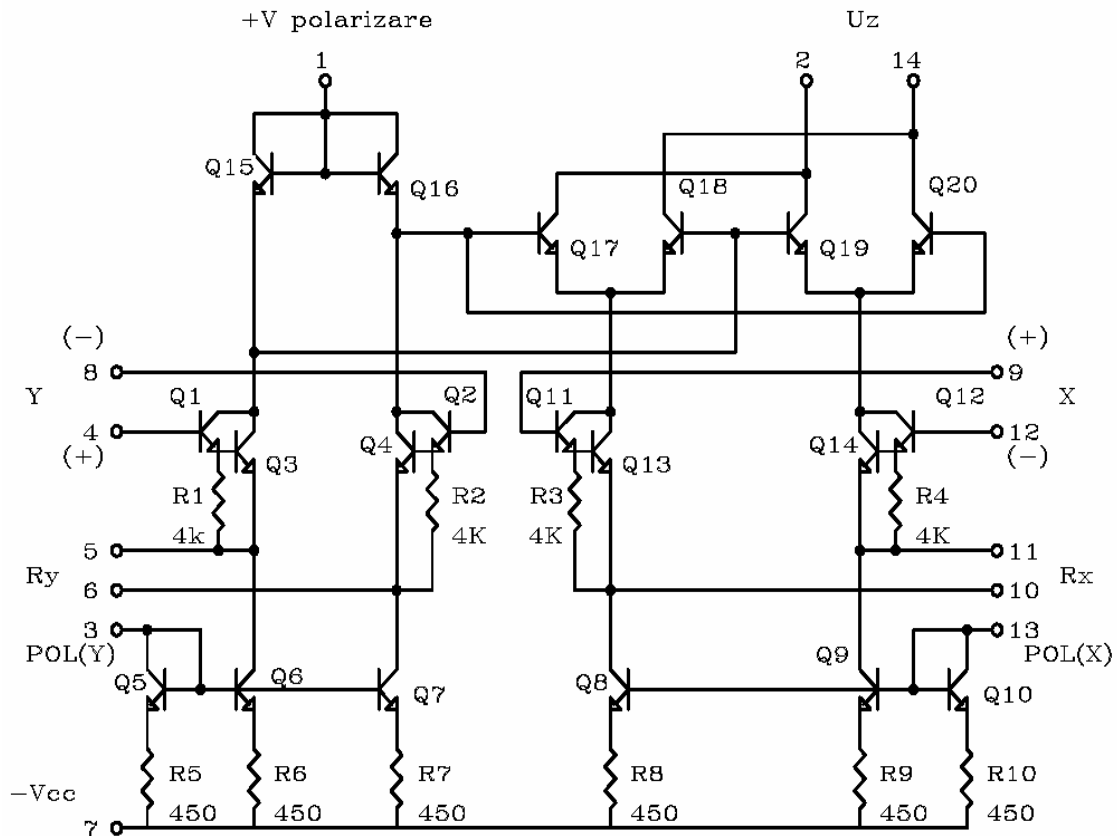 +V polarizare Uz
1 2 14
Q15 Q16 Q18 Q20
Q17 Q19
(-) (+)
8 Q1 Q2 Q11 Q12 9
Y X
4 Q3 Q4 Q13 Q14 12
(+) (-)
R1 R2 R3 R4
4k 4K 4K 4K
5 11
Ry Rx
6 10
3 13
POL(Y) POL(X)
Q5 Q6 Q7 Q8 Q9 Q10
R5 R6 R7 R8 R9 R10
-Vcc
450 450 450 450 450 450
7